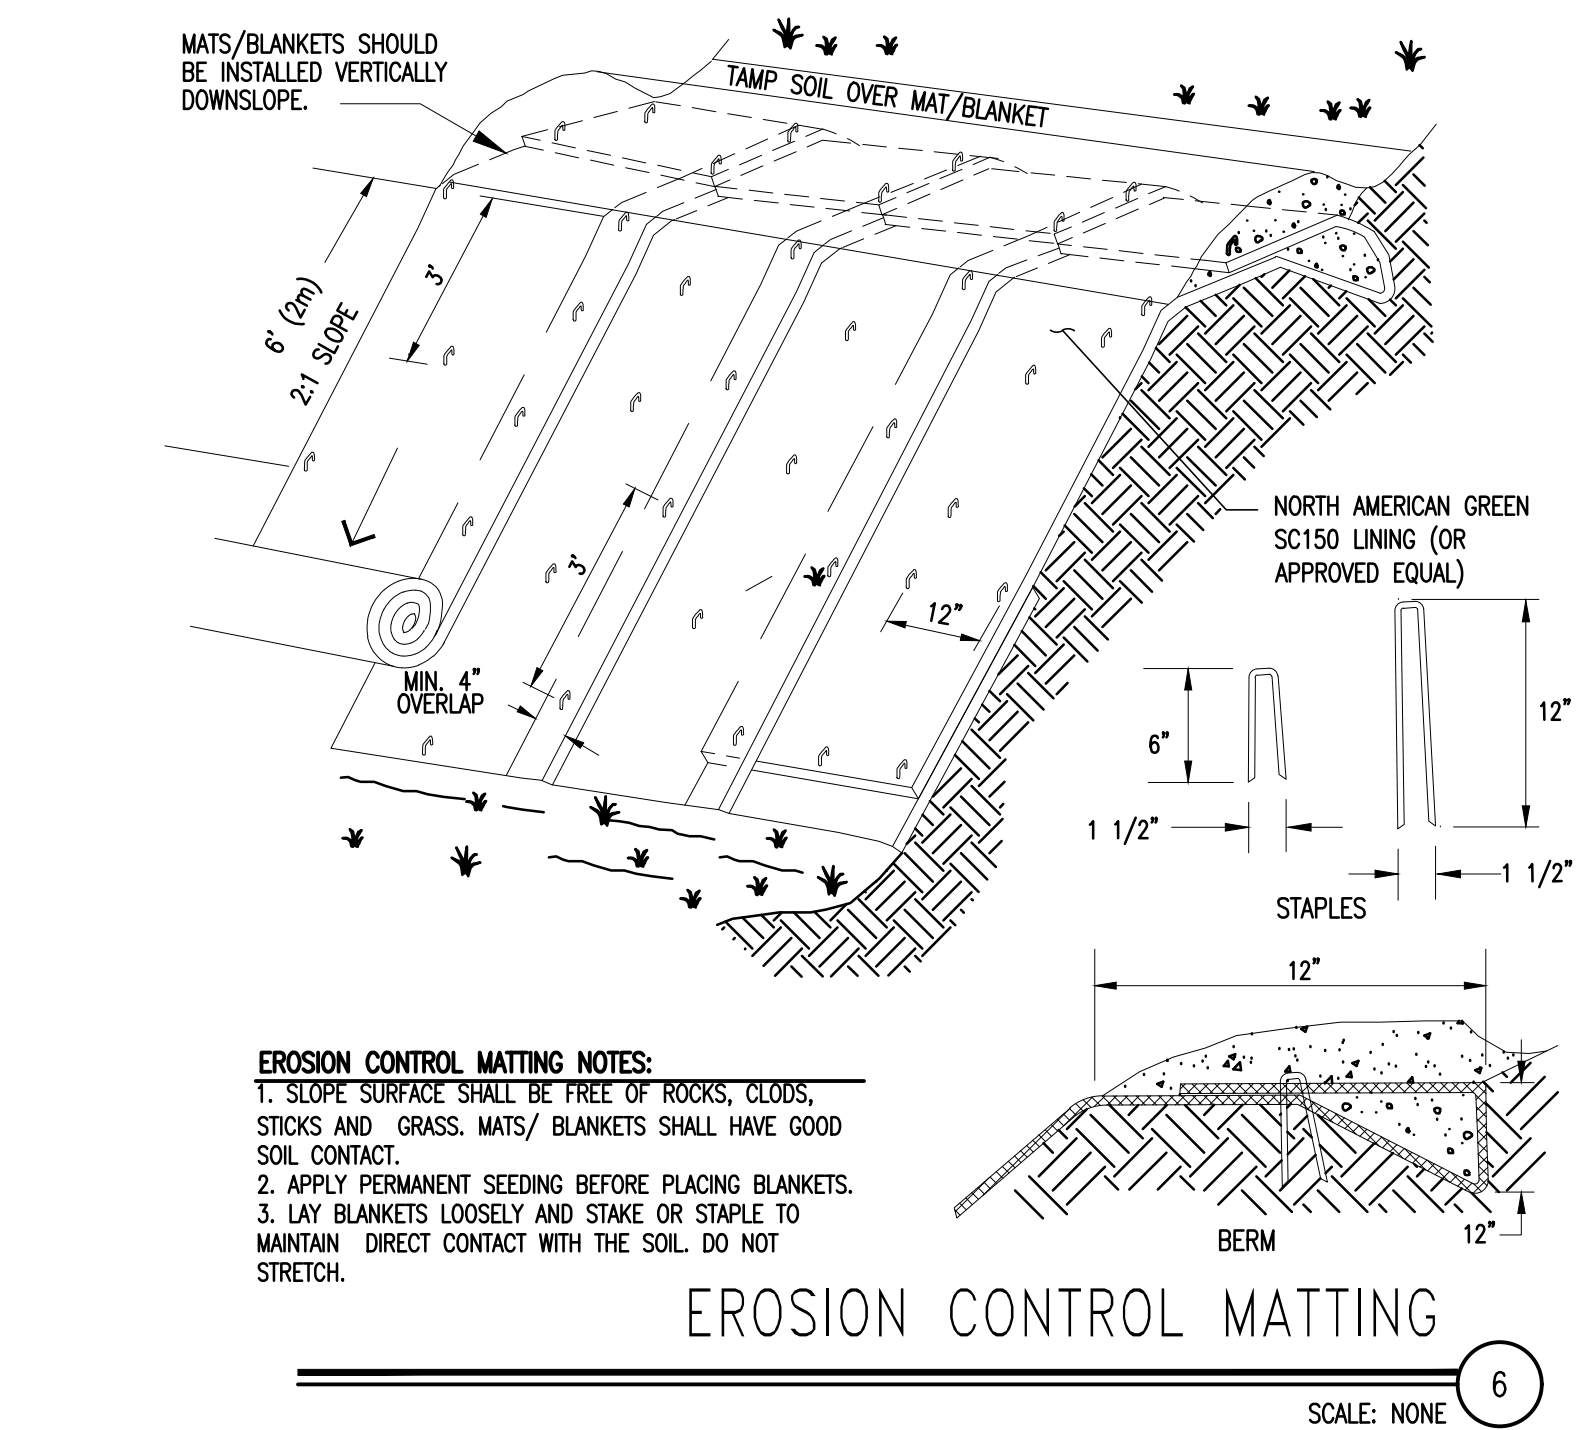 MATS/BLANKETS SHOULD
BE INSTALLED VERTICALLY
DOWNSLOPE.
TAMP SOIL OVER MAT/BLANKET
6' (2m)
2:1 SLOPE
3'
3'
12"
MIN. 4"
OVERLAP
NORTH AMERICAN GREEN
SC150 LINING (OR
APPROVED EQUAL)
6"
12"
1 1/2"
1 1/2"
STAPLES
12"
12"
BERM
EROSION CONTROL MATTING NOTES:
1. SLOPE SURFACE SHALL BE FREE OF ROCKS, CLODS,
STICKS AND GRASS. MATS/ BLANKETS SHALL HAVE GOOD
SOIL CONTACT.
2. APPLY PERMANENT SEEDING BEFORE PLACING BLANKETS.
3. LAY BLANKETS LOOSELY AND STAKE OR STAPLE TO
MAINTAIN DIRECT CONTACT WITH THE SOIL. DO NOT
STRETCH.
EROSION CONTROL MATTING
6
SCALE: NONE